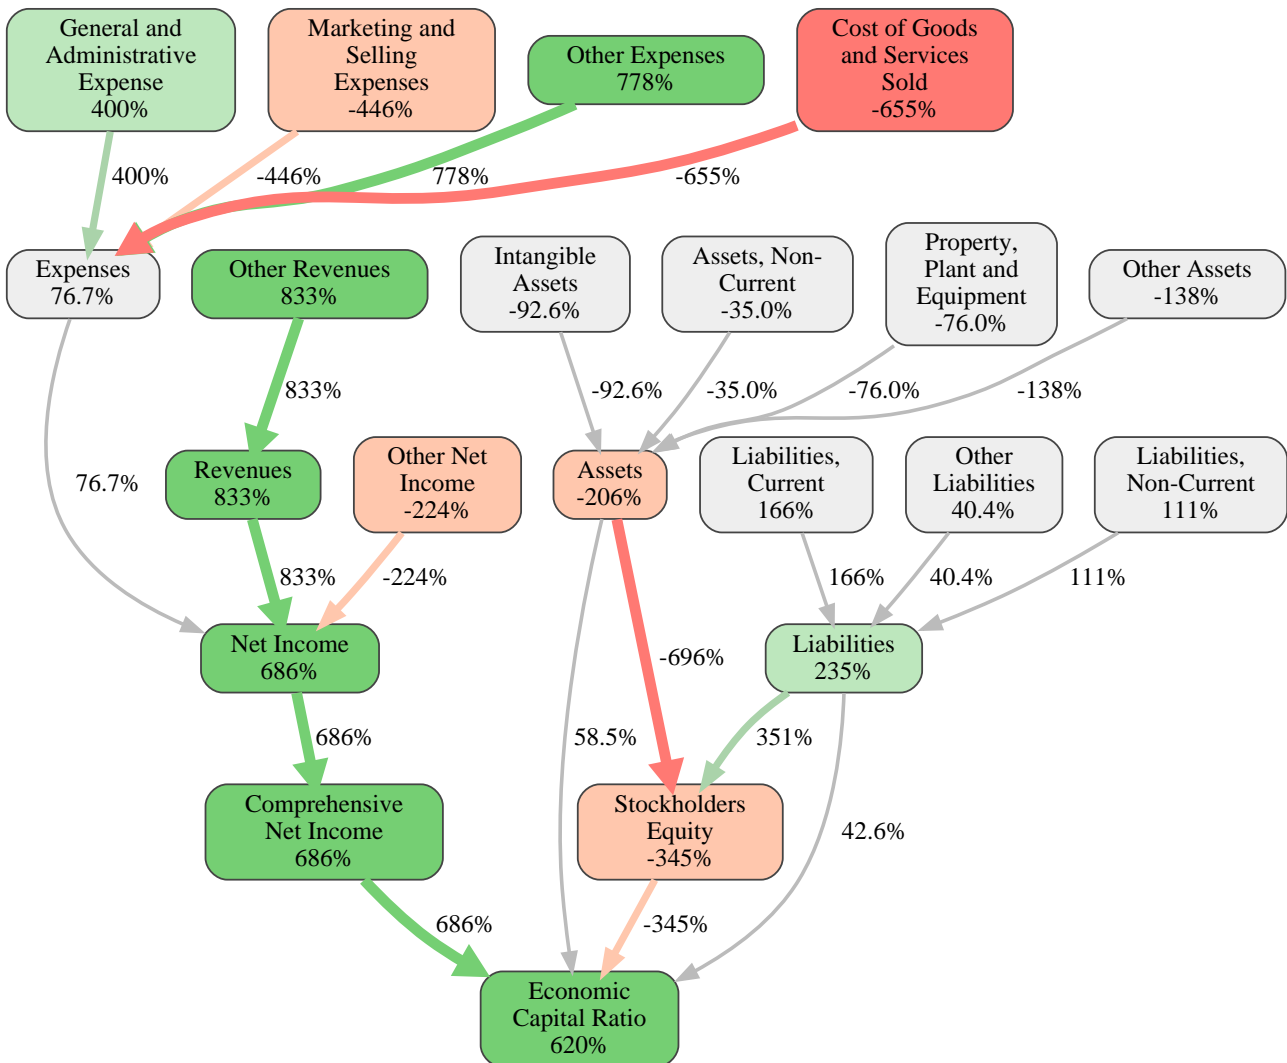 General and
Administrative
Expense
400%
Marketing and
Selling
Expenses
-446%
Other Expenses
778%
Cost of Goods
and Services
Sold
-655%
400%
-446%
778%
-655%
Expenses
76.7%
Other Revenues
833%
Intangible
Assets
-92.6%
Assets, Non-
Current
-35.0%
Property,
Plant and
Equipment
-76.0%
Other Assets
-138%
833%
-92.6%
-35.0%
-76.0%
-138%
76.7%
Revenues
833%
Other Net
Income
-224%
Assets
-206%
Liabilities,
Current
166%
Other
Liabilities
40.4%
Liabilities,
Non-Current
111%
833%
-224%
166%
40.4%
111%
Net Income
686%
-696%
Liabilities
235%
686%
58.5%
351%
Comprehensive
Net Income
686%
Stockholders
Equity
-345%
42.6%
686%
-345%
Economic
Capital Ratio
620%